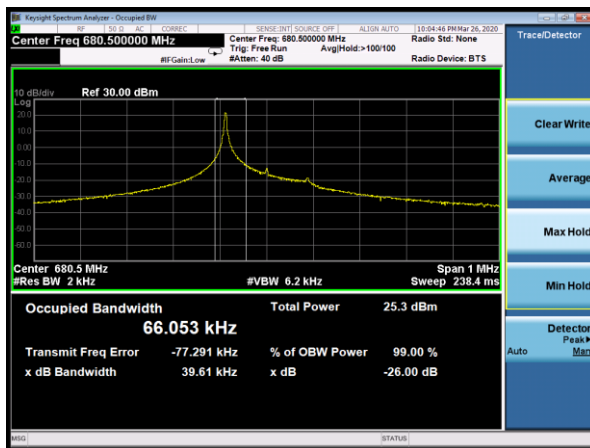 Keysight Spectrum Analyzer - Occupied BW
RF 50 Ω AC CORREC SENSE:INT SOURCE OFF ALIGN AUTO 10:04:46 PM Mar 26, 2020
Center Freq 680.500000 MHz
Center Freq: 680.500000 MHz
Radio Std: None
Trig: Free Run Avg|Hold:>100/100
#IFGain:Low #Atten: 40 dB Radio Device: BTS
10 dB/div Ref 30.00 dBm
Log
20.0
10.0
0.00
-10.0
-20.0
-30.0
-40.0
-50.0
-60.0
Center 680.5 MHz Span 1 MHz
#Res BW 2 kHz #VBW 6.2 kHz Sweep 238.4 ms
Occupied Bandwidth Total Power 25.3 dBm
66.053 kHz
Transmit Freq Error -77.291 kHz % of OBW Power 99.00 %
x dB Bandwidth 39.61 kHz x dB -26.00 dB
MSG STATUS
Trace/Detector
Clear Write
Average
Max Hold
Min Hold
Detector
Peak▶
Auto Man